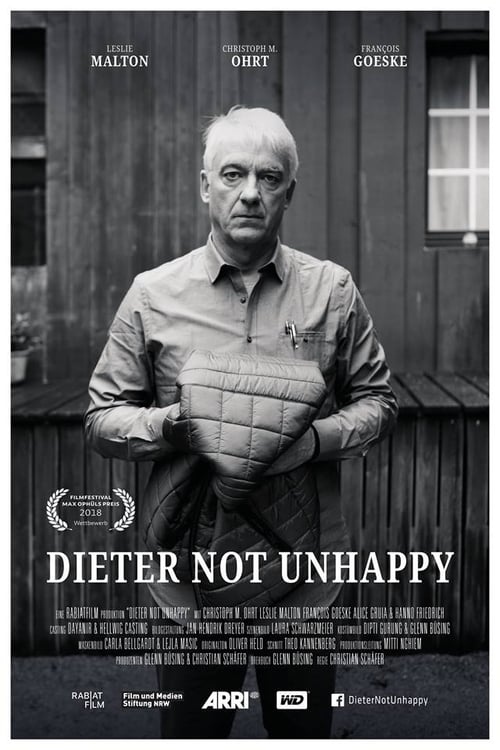 LESLIE
MALTON
CHRISTOPH M.
OHRT
FRANÇOIS
GOESKE
FILMFESTIVAL
MAX OPHÜLS PREIS
2018
Wettbewerb
DIETER NOT UNHAPPY
EINE RABIATFILM PRODUKTION "DIETER NOT UNHAPPY" MIT CHRISTOPH M. OHRT LESLIE MALTON FRANÇOIS GOESKE ALICE GRUIA & HANNO FRIEDRICH
CASTING DAYANIR & HELLWIG CASTING BILDGESTALTUNG JAN HENDRIK DREYER SZENENBILD LAURA SCHWARZMEIER KOSTÜMBILD DIPTI GURUNG & GLENN BÜSING
MASKENBILD CARLA BELLGARDT & LEJLA MASIC ORIGINALTON OLIVER HELD SCHNITT THEO KANNENBERG PRODUKTIONSLEITUNG MITTI NGHIEM
PRODUZENTEN GLENN BÜSING & CHRISTIAN SCHÄFER DREHBUCH GLENN BÜSING REGIE CHRISTIAN SCHÄFER
RABIAT
FILM
Film und Medien
Stiftung NRW
ARRI
WD
f DieterNotUnhappy